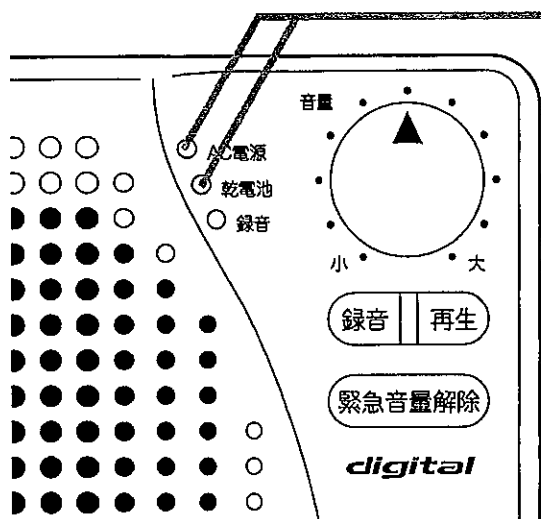 音量
AC電源
乾電池
録音
小 大
録音 再生
緊急音量解除
digital